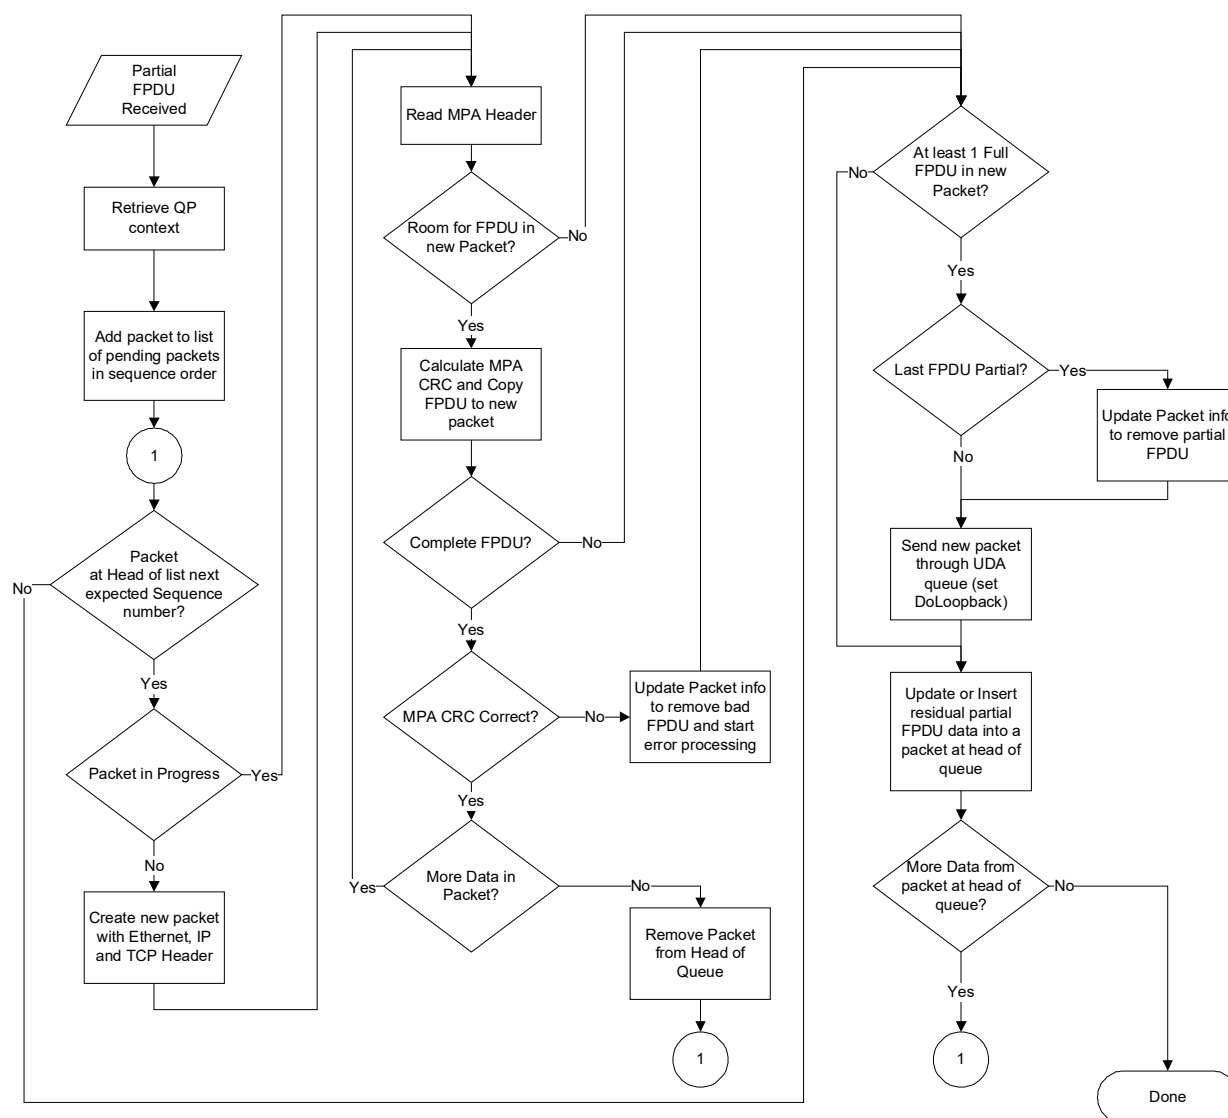 Partial
FPDU
Received
Retrieve QP
context
Add packet to list
of pending packets
in sequence order
1
Packet
at Head of list next
expected Sequence
number?
No
Yes
Packet in Progress
Yes
No
Create new packet
with Ethernet, IP
and TCP Header
Read MPA Header
Room for FPDU in
new Packet?
No
Yes
Calculate MPA
CRC and Copy
FPDU to new
packet
Complete FPDU?
No
Yes
MPA CRC Correct?
No
Update Packet info
to remove bad
FPDU and start
error processing
Yes
More Data in
Packet?
Yes
No
Remove Packet
from Head of
Queue
1
At least 1 Full
FPDU in new
Packet?
No
Yes
Last FPDU Partial?
Yes
Update Packet info
to remove partial
FPDU
No
Send new packet
through UDA
queue (set
DoLoopback)
Update or Insert
residual partial
FPDU data into a
packet at head of
queue
More Data from
packet at head of
queue?
No
Yes
1
Done